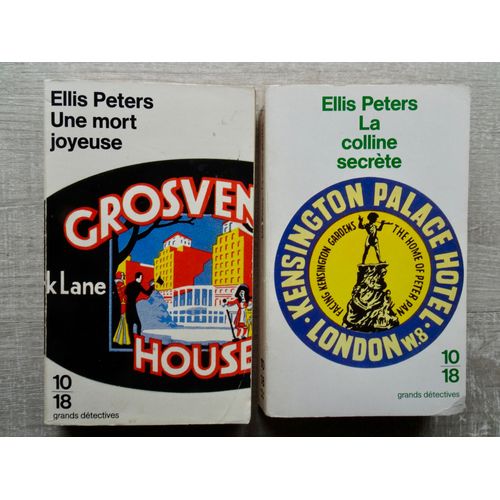 Ellis Peters
Une mort
joyeuse
GROSVEN
k Lane
HOUSE
10
18
grands détectives
Ellis Peters
La
colline
secrète
KENSINGTON PALACE HOTEL
FACING KENSINGTON GARDENS
THE HOME OF PETER PAN
LONDON W8
10
18
grands détectives